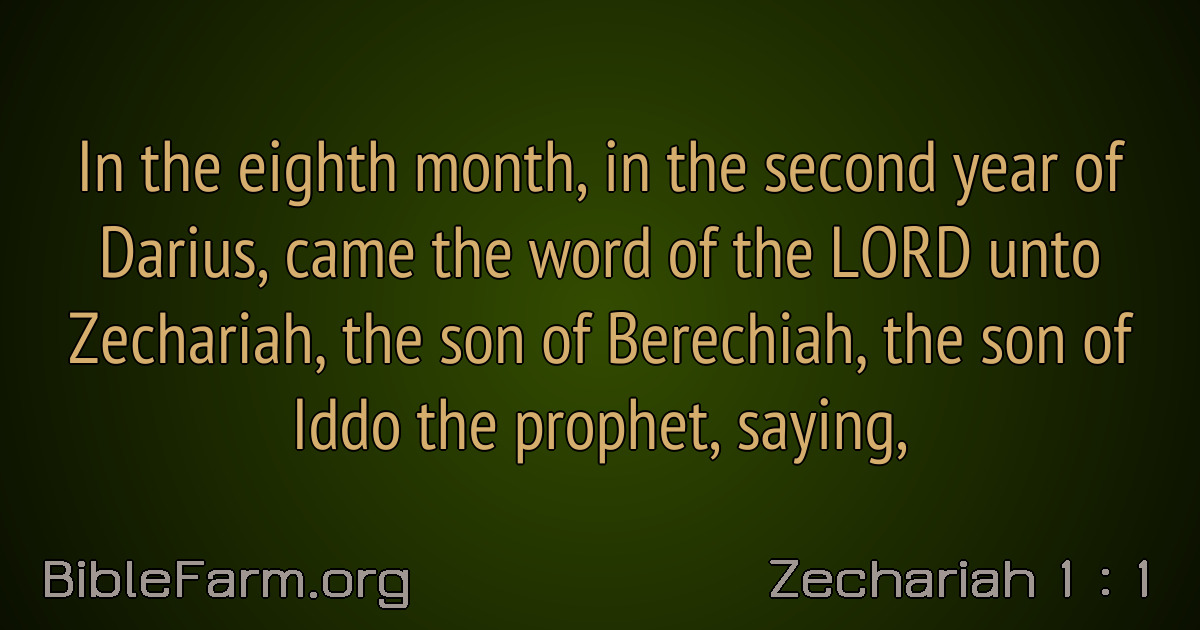 In the eighth month, in the second year of
Darius, came the word of the LORD unto
Zechariah, the son of Berechiah, the son of
Iddo the prophet, saying,
BibleFarm.org
Zechariah 1 : 1